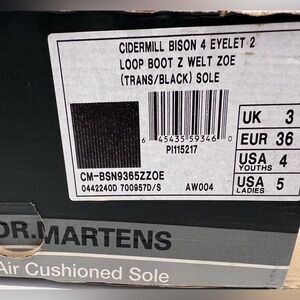 CIDERMILL BISON 4 EYELET 2
LOOP BOOT Z WELT ZOE
(TRANS/BLACK) SOLE
6 45435 59346 0
PI115217
CM-BSN9365ZZOE
0442240D 700957D/S AW004
UK 3
EUR 36
USA YOUTHS 4
USA LADIES 5
DR.MARTENS
Air Cushioned Sole